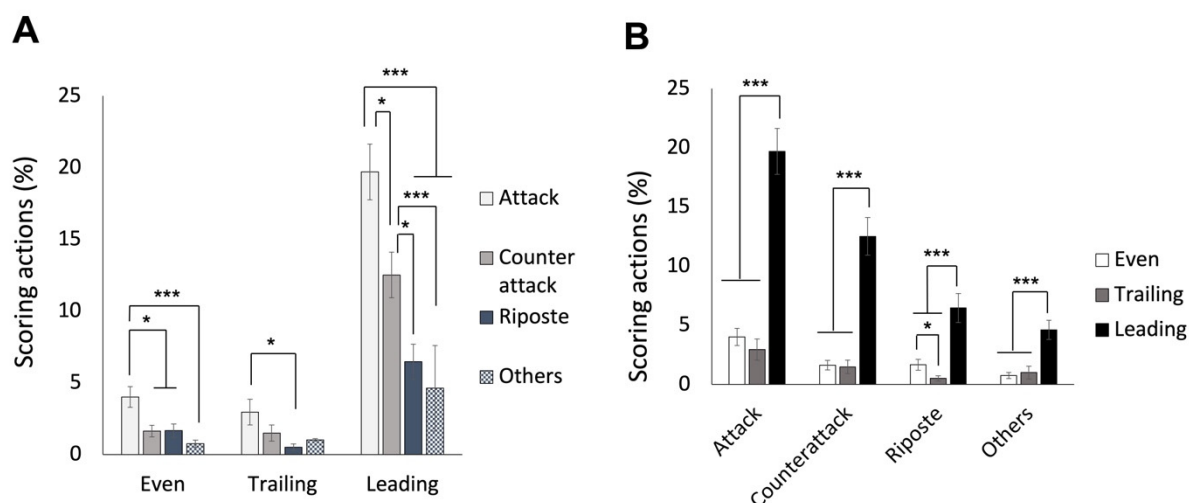 A
Scoring actions (%)
25
20
15
10
5
0
***
*
***
*
***
*
*
***
Even
Trailing
Leading
Attack
Counter
attack
Riposte
Others
B
Scoring actions (%)
25
20
15
10
5
0
***
***
***
*
***
Attack
Counterattack
Riposte
Others
Even
Trailing
Leading